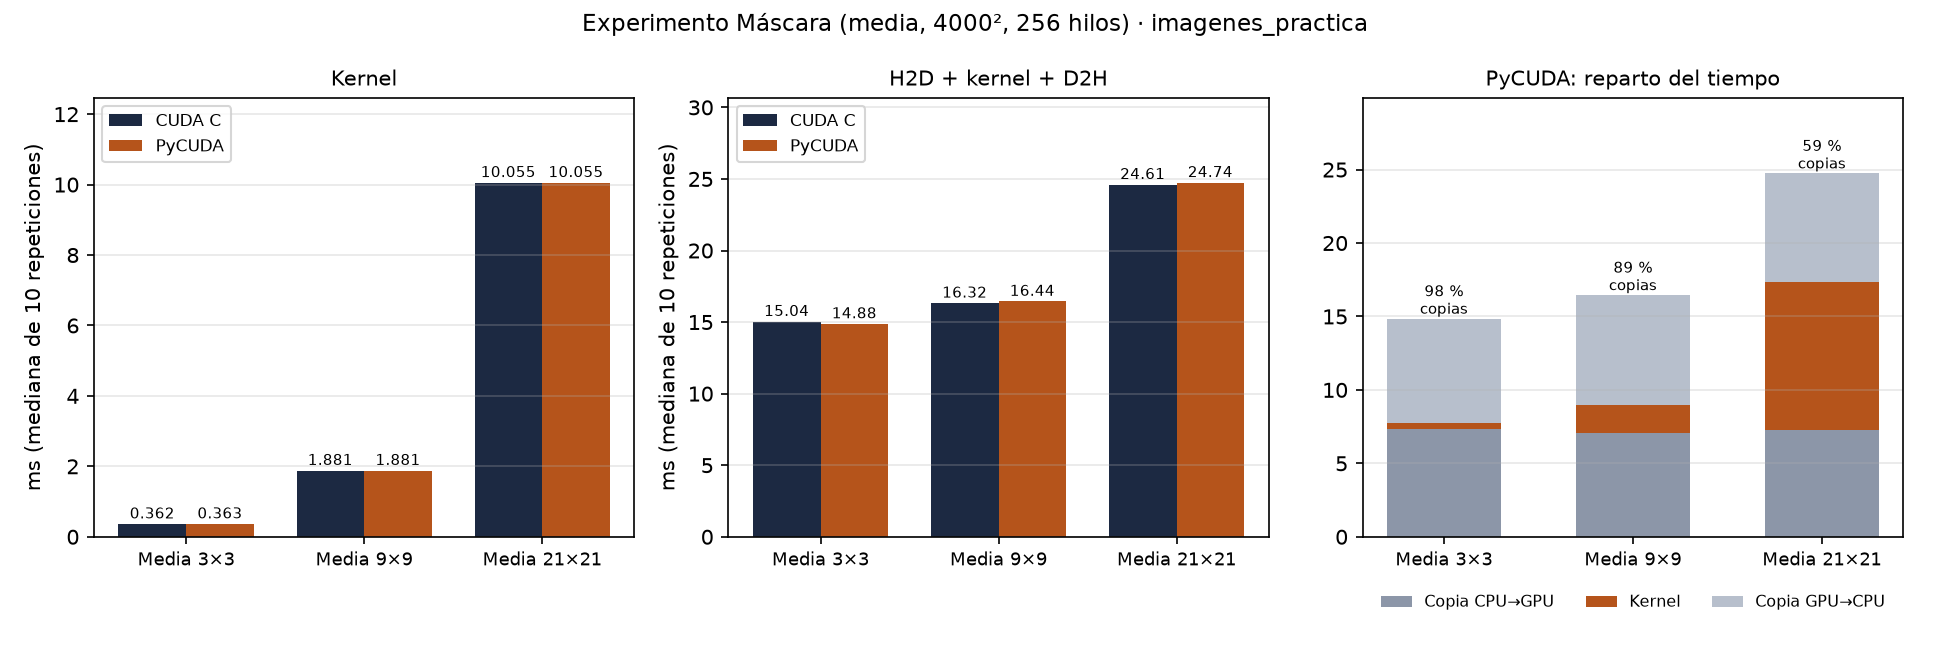 Experimento Máscara (media, 4000², 256 hilos) · imagenes_practica
Kernel
ms (mediana de 10 repeticiones)
12
10
8
6
4
2
0
CUDA C
PyCUDA
0.362 0.363
1.881 1.881
10.055 10.055
Media 3×3 Media 9×9 Media 21×21
H2D + kernel + D2H
ms (mediana de 10 repeticiones)
30
25
20
15
10
5
0
CUDA C
PyCUDA
15.04 14.88
16.32 16.44
24.61 24.74
Media 3×3 Media 9×9 Media 21×21
PyCUDA: reparto del tiempo
25
20
15
10
5
0
98 %
copias
89 %
copias
59 %
copias
Media 3×3 Media 9×9 Media 21×21
Copia CPU→GPU Kernel Copia GPU→CPU